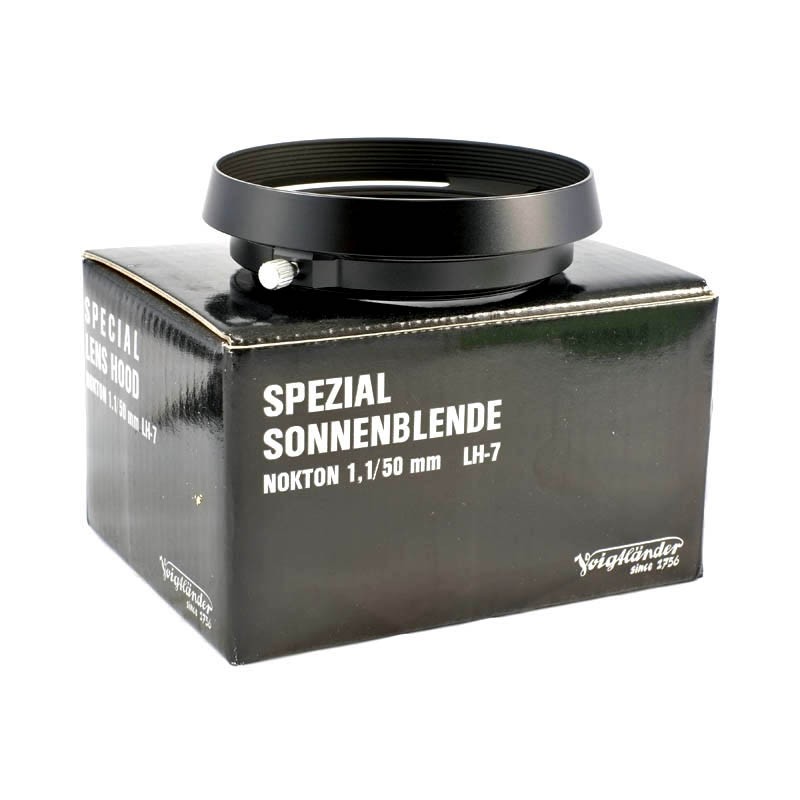 SPECIAL
LENS HOOD
NOKTON 1,1/50 mm LH-7
Voigtländer
since 1756
SPEZIAL
SONNENBLENDE
NOKTON 1,1/50 mm LH-7
Voigtländer
since 1756